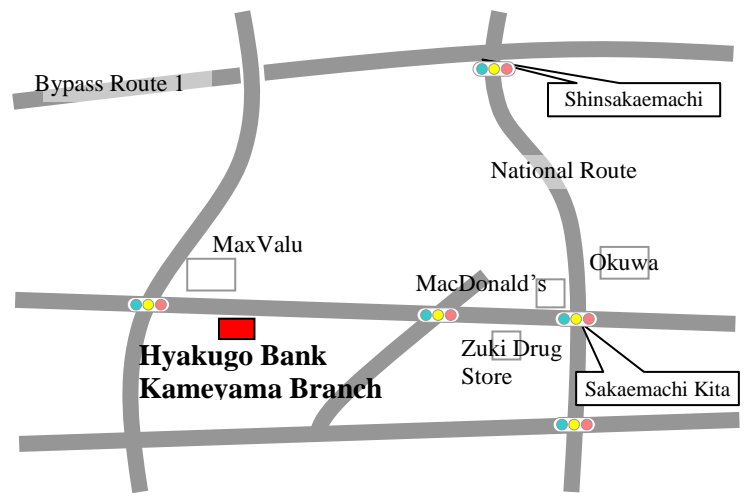 Bypass Route 1
Shinsakaemachi
National Route
MaxValu
Okuwa
MacDonald's
Hyakugo Bank
Kameyama Branch
Zuki Drug
Store
Sakaemachi Kita